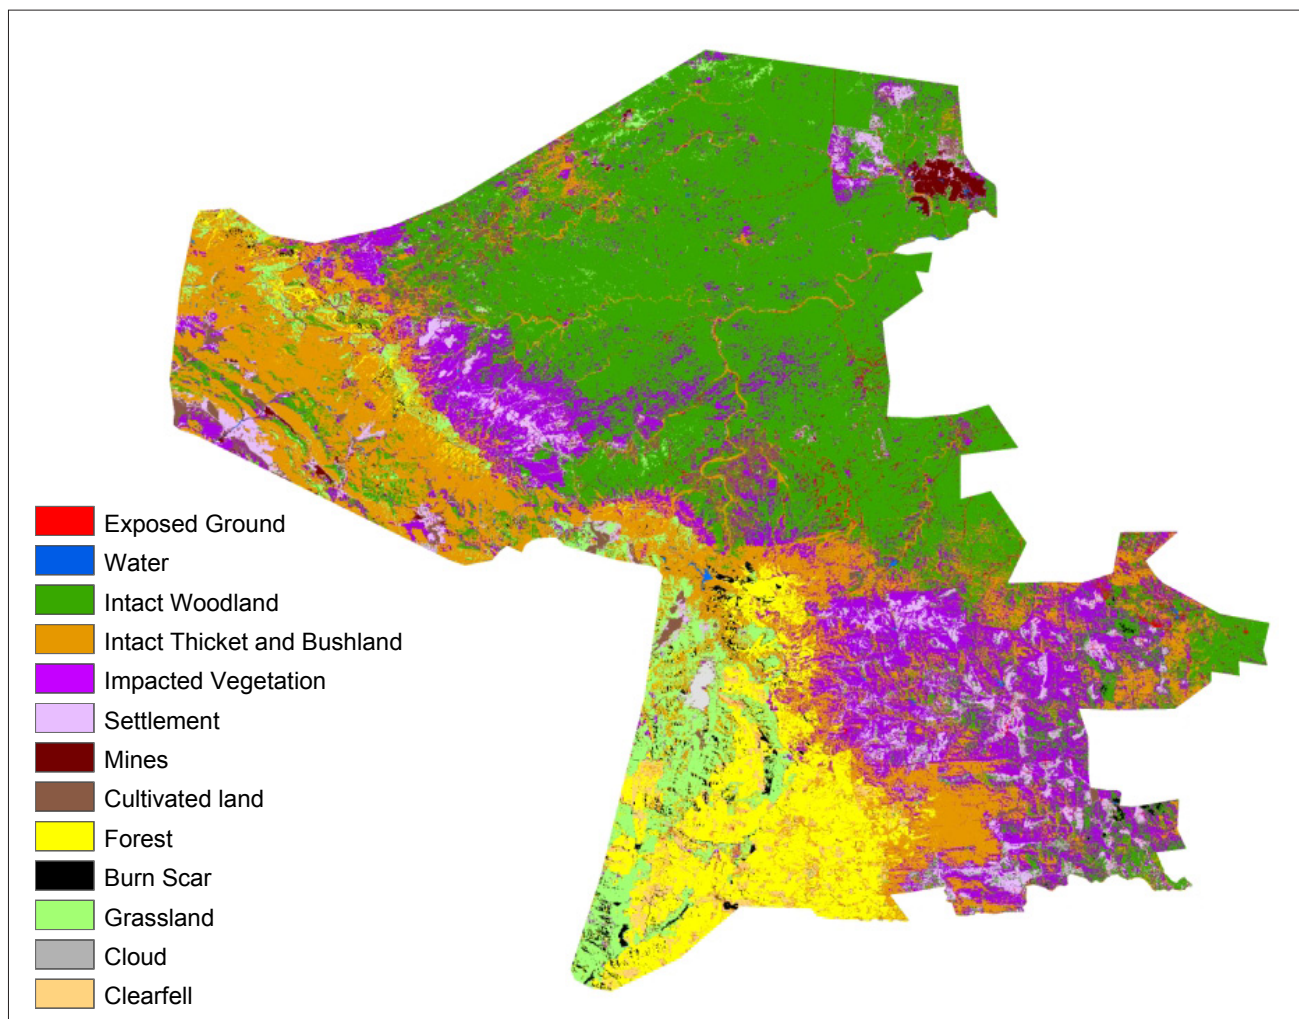 Exposed Ground
Water
Intact Woodland
Intact Thicket and Bushland
Impacted Vegetation
Settlement
Mines
Cultivated land
Forest
Burn Scar
Grassland
Cloud
Clearfell